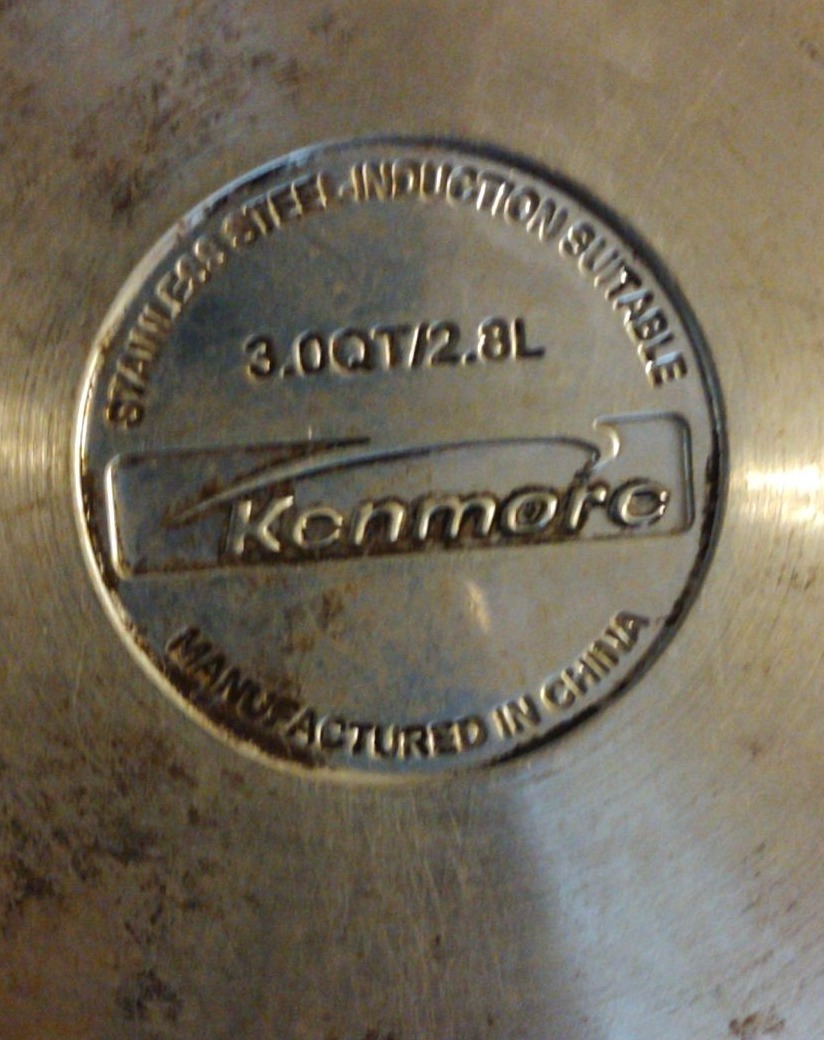 STAINLESS STEEL-INDUCTION SUITABLE
3.0QT/2.8L
Kenmore
MANUFACTURED IN CHINA